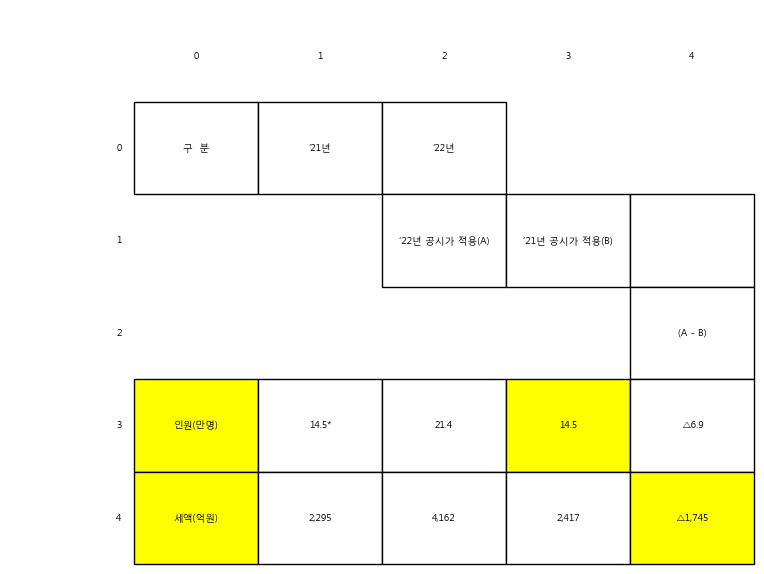 0 1 2 3 4
0 구 분 '21년 '22년
1 '22년 공시가 적용(A) '21년 공시가 적용(B)
2 (A - B)
3 인원(만명) 14.5* 21.4 14.5 △6.9
4 세액(억원) 2,295 4,162 2,417 △1,745